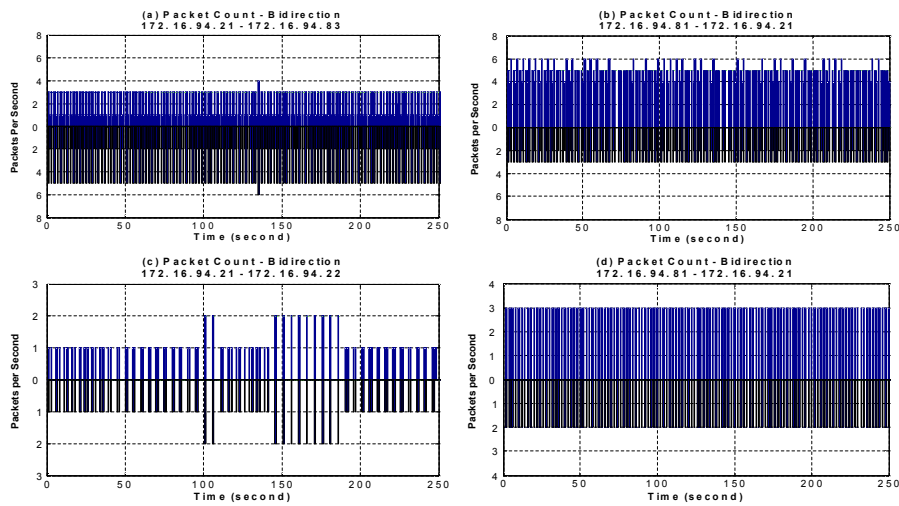 (a) Packet Count - Bidirection
172.16.94.21 - 172.16.94.83
8
6
4
2
0
2
4
6
8
Packets Per Second
0 50 100 150 200 250
Time (second)
(b) Packet Count - Bidirection
172.16.94.81 - 172.16.94.21
8
6
4
2
0
2
4
6
8
Packets per Second
0 50 100 150 200 250
Time (second)
(c) Packet Count - Bidirection
172.16.94.21 - 172.16.94.22
3
2
1
0
1
2
3
Packets per Second
0 50 100 150 200 250
Time (second)
(d) Packet Count - Bidirection
172.16.94.81 - 172.16.94.21
4
3
2
1
0
1
2
3
4
Packets per Second
0 50 100 150 200 250
Time (second)